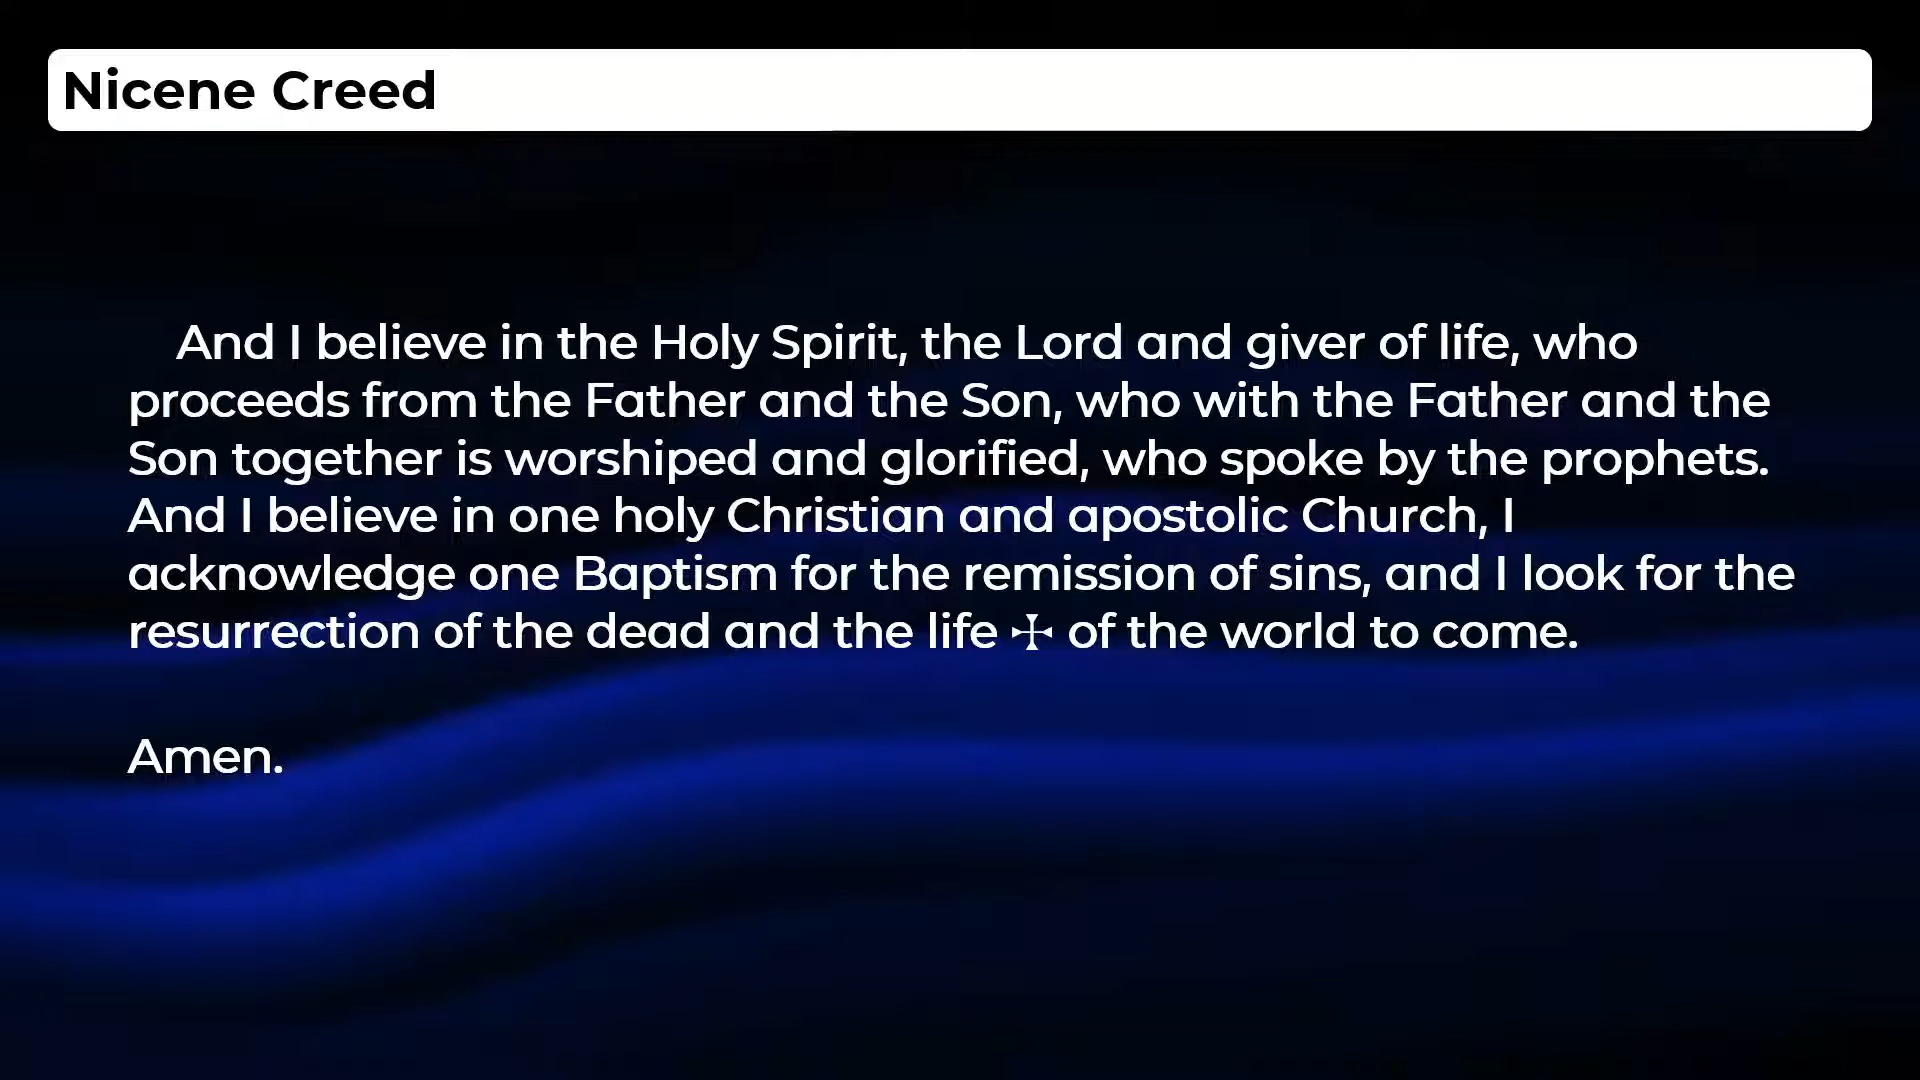 Nicene Creed
And I believe in the Holy Spirit, the Lord and giver of life, who
proceeds from the Father and the Son, who with the Father and the
Son together is worshiped and glorified, who spoke by the prophets.
And I believe in one holy Christian and apostolic Church, I
acknowledge one Baptism for the remission of sins, and I look for the
resurrection of the dead and the life ☩ of the world to come.
Amen.